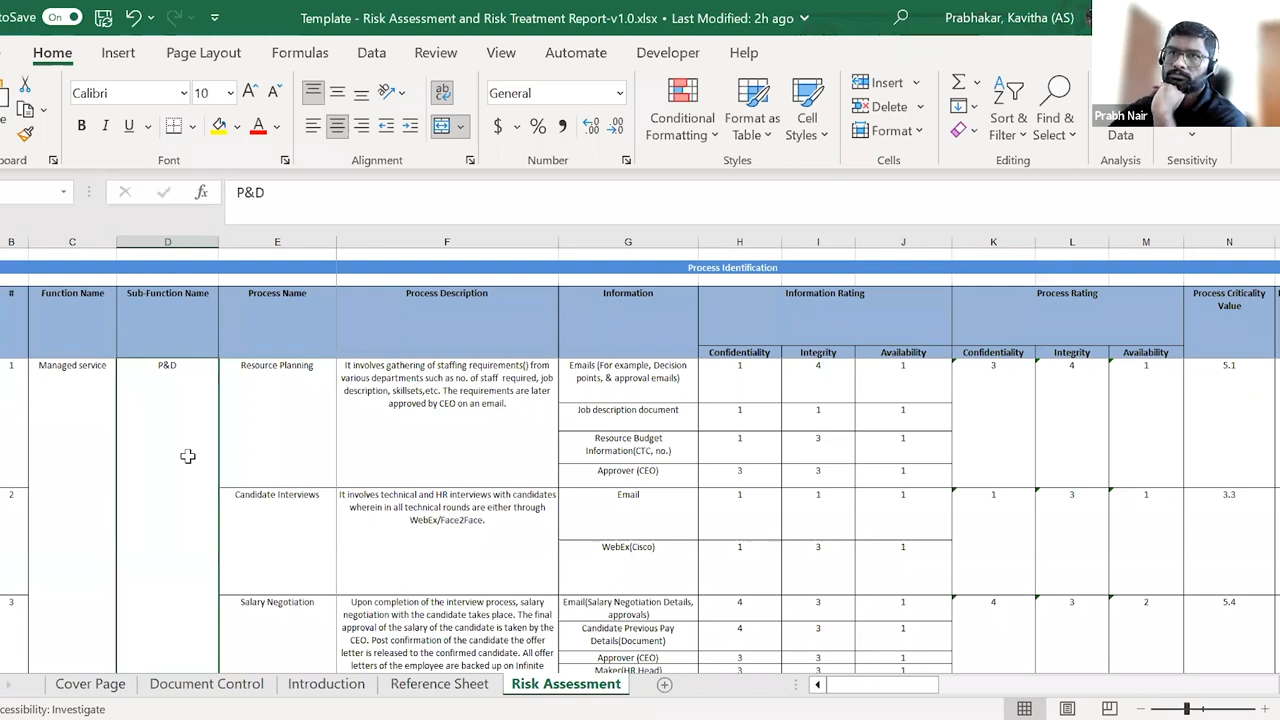 toSave On Template - Risk Assessment and Risk Treatment Report-v1.0.xlsx • Last Modified: 2h ago Prabhakar, Kavitha (AS)
Home Insert Page Layout Formulas Data Review View Automate Developer Help
Calibri 10 General
Conditional Formatting Format as Table Cell Styles
Insert
Delete
Format
Sort & Filter Find & Select
Data
Prabh Nair
board Font Alignment Number Styles Cells Editing Analysis Sensitivity
fx P&D
B C D E F G H I J K L M N
Process Identification
# Function Name Sub-Function Name Process Name Process Description Information Information Rating Process Rating Process Criticality Value
Confidentiality Integrity Availability Confidentiality Integrity Availability
1 Managed service P&D Resource Planning
It involves gathering of staffing requirements() from
various departments such as no. of staff required, job
description, skillsets,etc. The requirements are later
approved by CEO on an email.
Emails (For example, Decision
points, & approval emails)
1 4 1 3 4 1 5.1
Job description document 1 1 1
Resource Budget
Information(CTC, no.)
1 3 1
Approver (CEO) 3 3 1
2 Candidate Interviews
It involves technical and HR interviews with candidates
wherein in all technical rounds are either through
WebEx/Face2Face.
Email 1 1 1 1 3 1 3.3
WebEx(Cisco) 1 3 1
3 Salary Negotiation
Upon completion of the interview process, salary
negotiation with the candidate takes place. The final
approval of the salary of the candidate is taken by the
CEO. Post confirmation of the candidate the offer
letter is released to the confirmed candidate. All offer
letters of the employee are backed up on Infinite
Email(Salary Negotiation Details,
approvals)
4 3 1 4 3 2 5.4
Candidate Previous Pay
Details(Document)
4 3 1
Approver (CEO) 3 3 1
Maker(HR Head) 3 3 1
Cover Page Document Control Introduction Reference Sheet Risk Assessment
ccessibility: Investigate